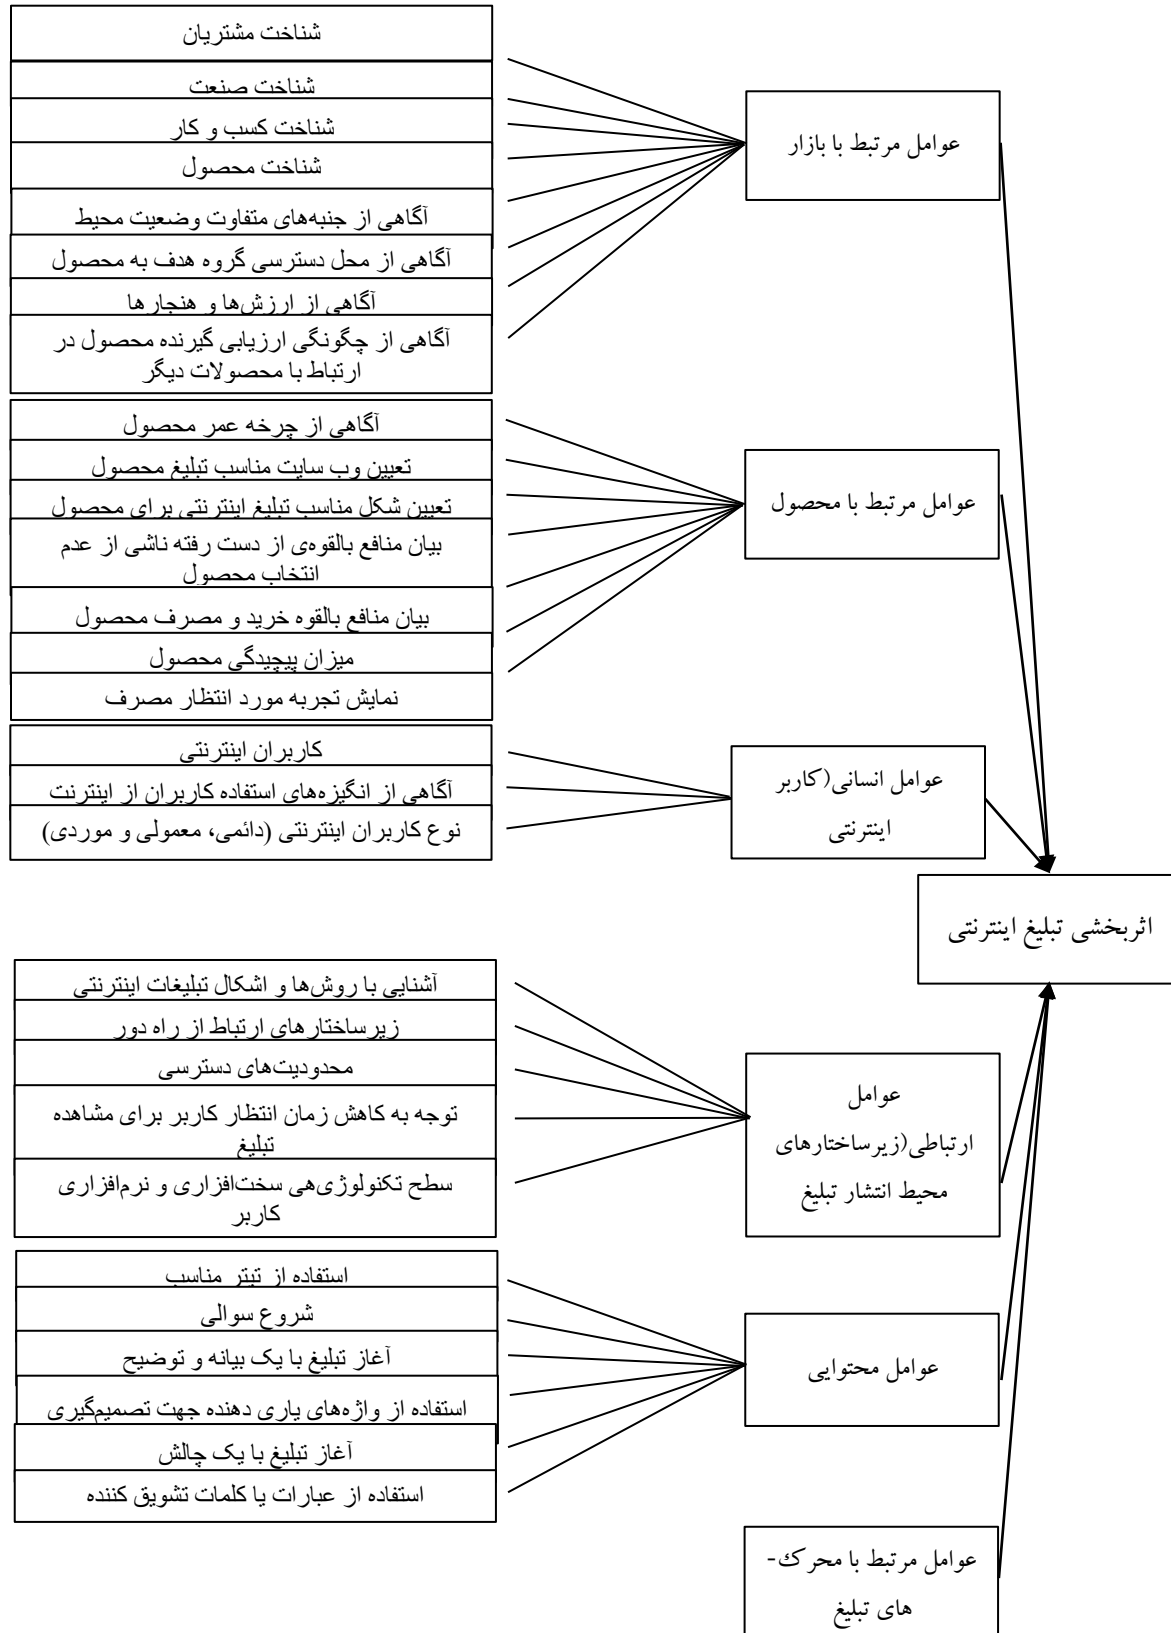 شناخت مشتریان
شناخت صنعت
شناخت کسب و کار
شناخت محصول
آگاهی از جنبه‌های متفاوت وضعیت محیط
آگاهی از محل دسترسی گروه هدف به محصول
آگاهی از ارزش‌ها و هنجارها
آگاهی از چگونگی ارزیابی گیرنده محصول در
ارتباط با محصولات دیگر
عوامل مرتبط با بازار
آگاهی از چرخه عمر محصول
تعیین وب سایت مناسب تبلیغ محصول
تعیین شکل مناسب تبلیغ اینترنتی برای محصول
بیان منافع بالقوه‌ی از دست رفته ناشی از عدم
انتخاب محصول
بیان منافع بالقوه خرید و مصرف محصول
میزان پیچیدگی محصول
نمایش تجربه مورد انتظار مصرف
عوامل مرتبط با محصول
کاربران اینترنتی
آگاهی از انگیزه‌های استفاده کاربران از اینترنت
نوع کاربران اینترنتی (دائمی، معمولی و موردی)
عوامل انسانی(کاربر
اینترنتی
اثربخشی تبلیغ اینترنتی
آشنایی با روش‌ها و اشکال تبلیغات اینترنتی
زیرساختارهای ارتباط از راه دور
محدودیت‌های دسترسی
توجه به کاهش زمان انتظار کاربر برای مشاهده
تبلیغ
سطح تکنولوژی‌هی سخت‌افزاری و نرم‌افزاری
کاربر
عوامل
ارتباطی(زیرساختارهای
محیط انتشار تبلیغ
استفاده از تیتر مناسب
شروع سوالی
آغاز تبلیغ با یک بیانه و توضیح
استفاده از واژه‌های یاری دهنده جهت تصمیم‌گیری
آغاز تبلیغ با یک چالش
استفاده از عبارات یا کلمات تشویق کننده
عوامل محتوایی
عوامل مرتبط با محرک-
های تبلیغ